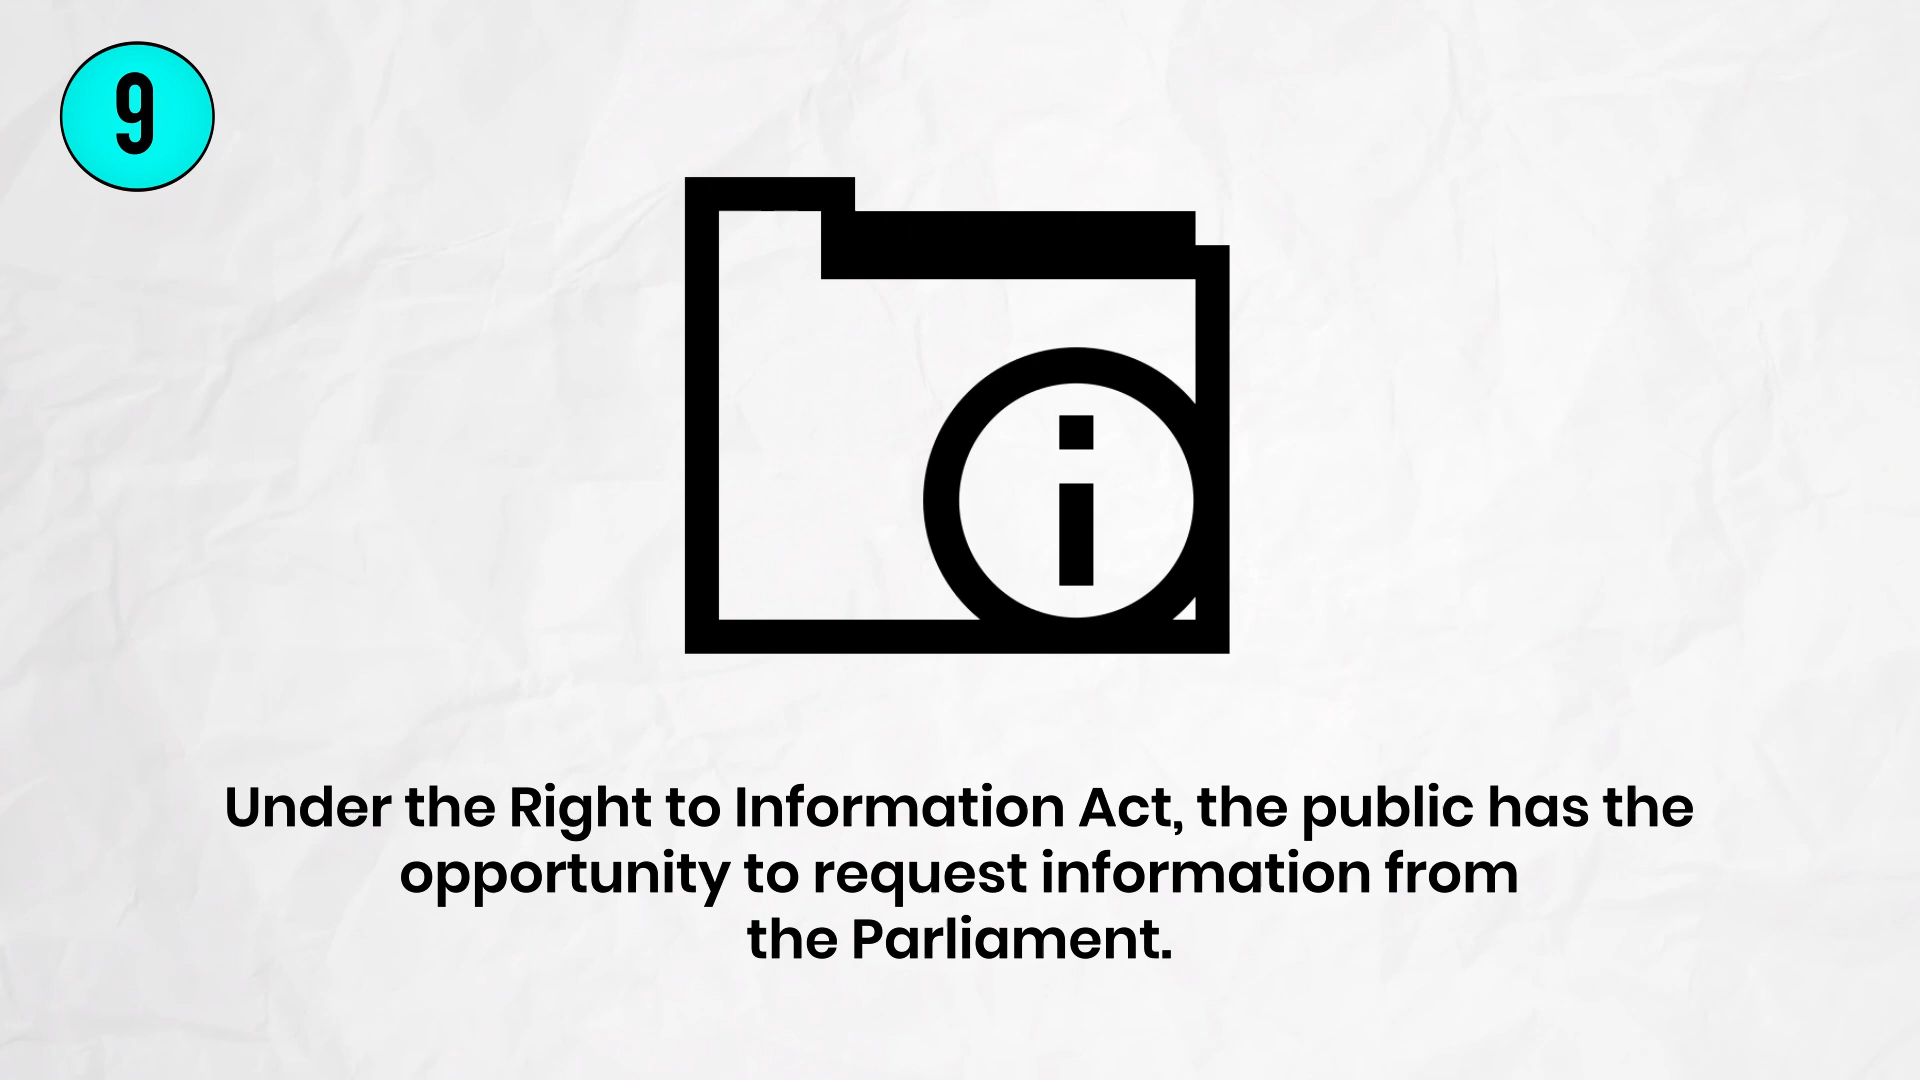 9
i
Under the Right to Information Act, the public has the
opportunity to request information from
the Parliament.